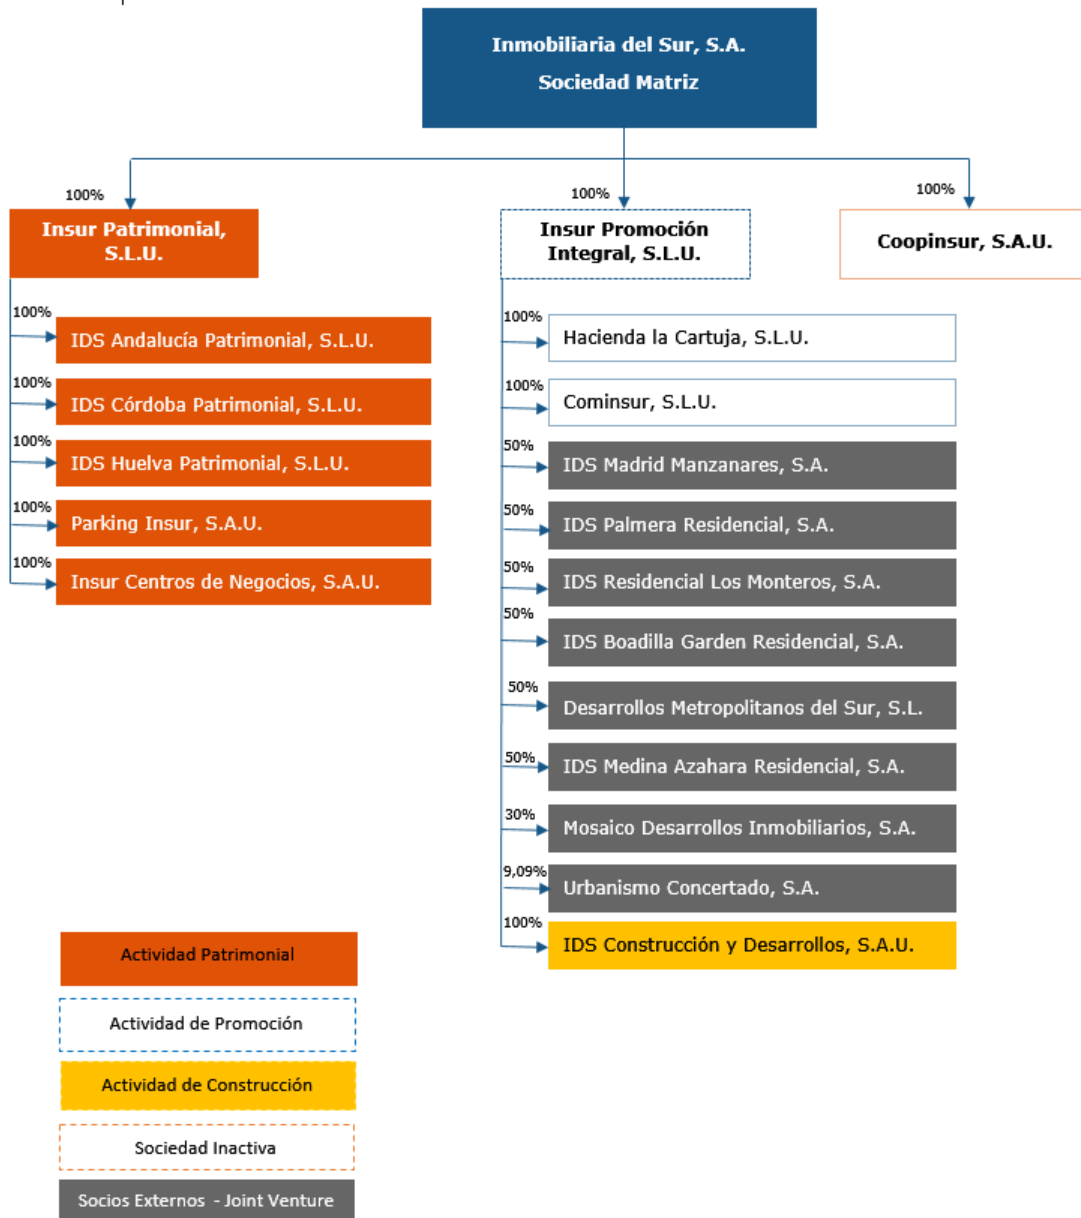 Inmobiliaria del Sur, S.A.
Sociedad Matriz
100%
100%
100%
Insur Patrimonial,
S.L.U.
Insur Promoción
Integral, S.L.U.
Coopinsur, S.A.U.
100%
IDS Andalucía Patrimonial, S.L.U.
100%
IDS Córdoba Patrimonial, S.L.U.
100%
IDS Huelva Patrimonial, S.L.U.
100%
Parking Insur, S.A.U.
100%
Insur Centros de Negocios, S.A.U.
100%
Hacienda la Cartuja, S.L.U.
100%
Cominsur, S.L.U.
50%
IDS Madrid Manzanares, S.A.
50%
IDS Palmera Residencial, S.A.
50%
IDS Residencial Los Monteros, S.A.
50%
IDS Boadilla Garden Residencial, S.A.
50%
Desarrollos Metropolitanos del Sur, S.L.
50%
IDS Medina Azahara Residencial, S.A.
30%
Mosaico Desarrollos Inmobiliarios, S.A.
9,09%
Urbanismo Concertado, S.A.
100%
IDS Construcción y Desarrollos, S.A.U.
Actividad Patrimonial
Actividad de Promoción
Actividad de Construcción
Sociedad Inactiva
Socios Externos - Joint Venture